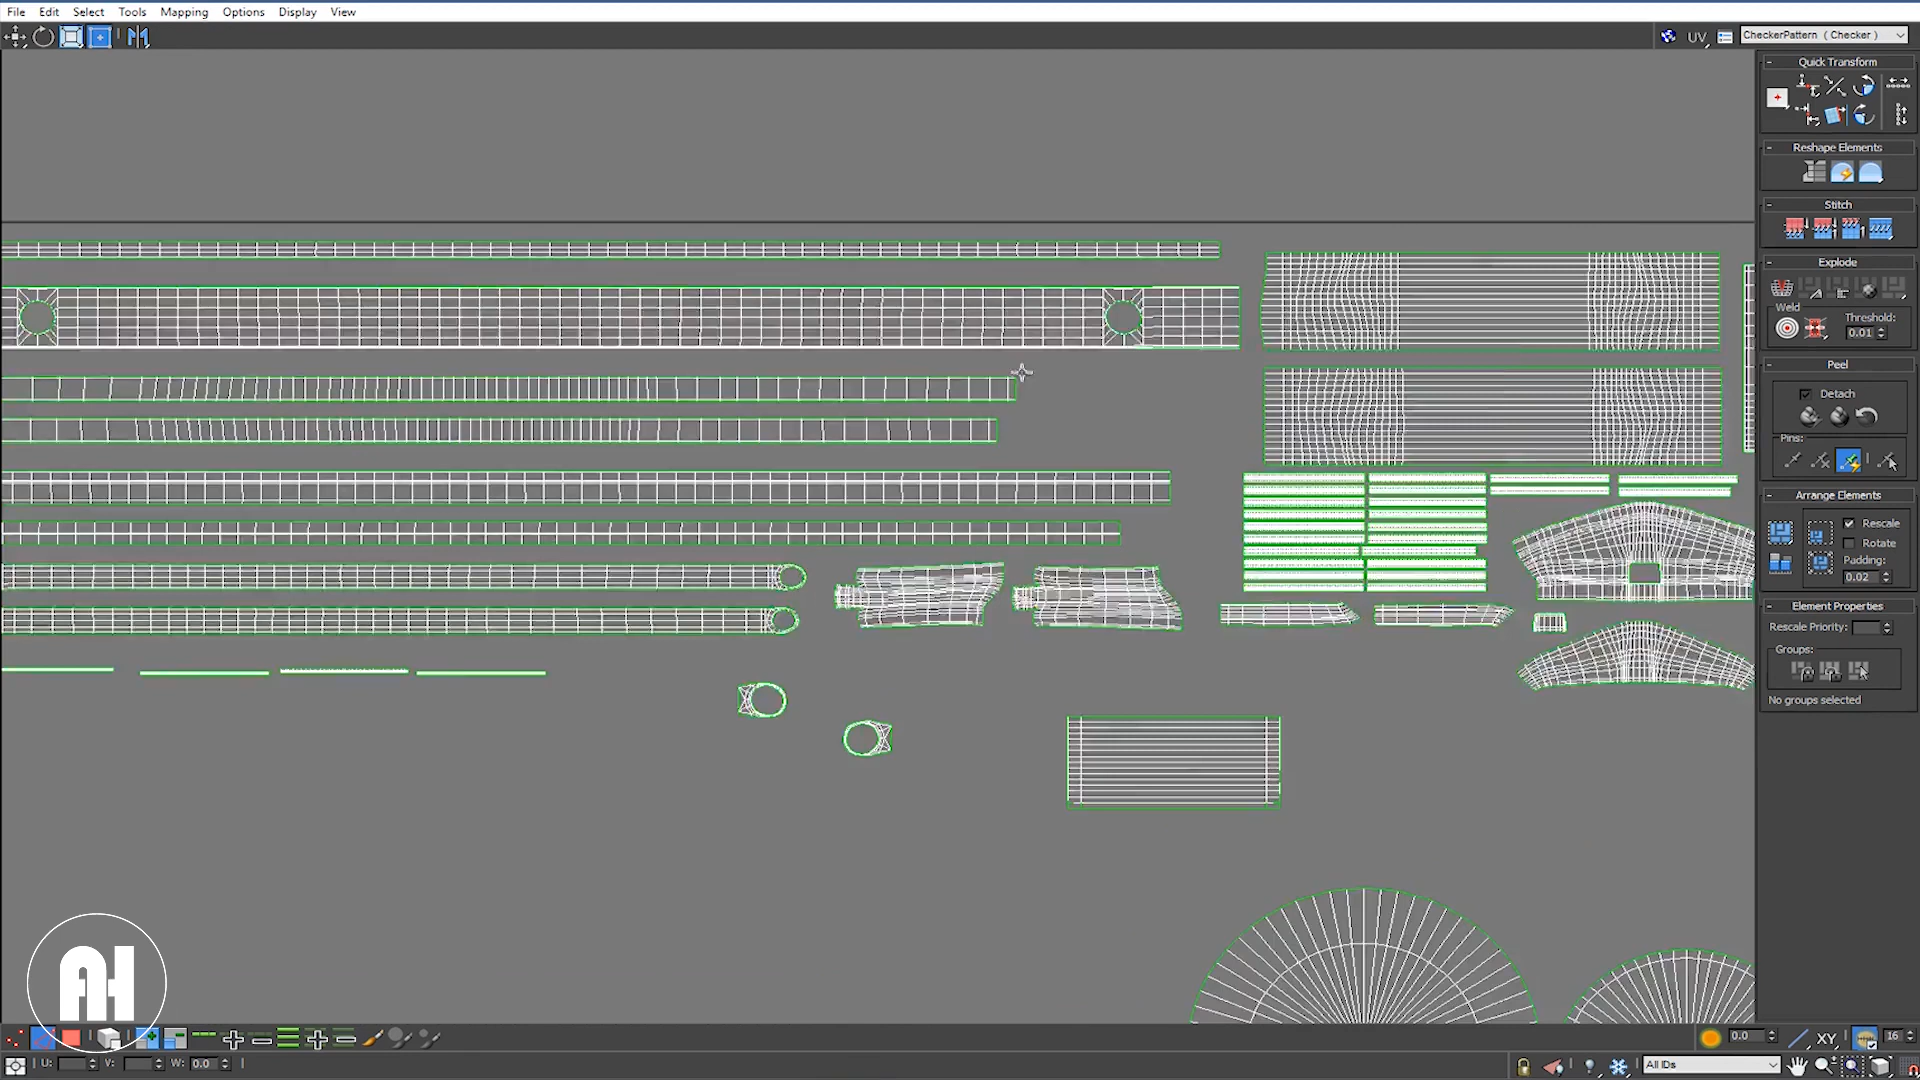 File Edit Select Tools Mapping Options Display View
UV CheckerPattern ( Checker )
Quick Transform
Reshape Elements
Stitch
Explode
Weld
Threshold:
0.01
Peel
Detach
Pins:
Arrange Elements
Rescale
Rotate
Padding:
0.02
Element Properties
Rescale Priority:
Groups:
No groups selected
AH
0.0 XY 16
U: V: W: 0.0 All IDs